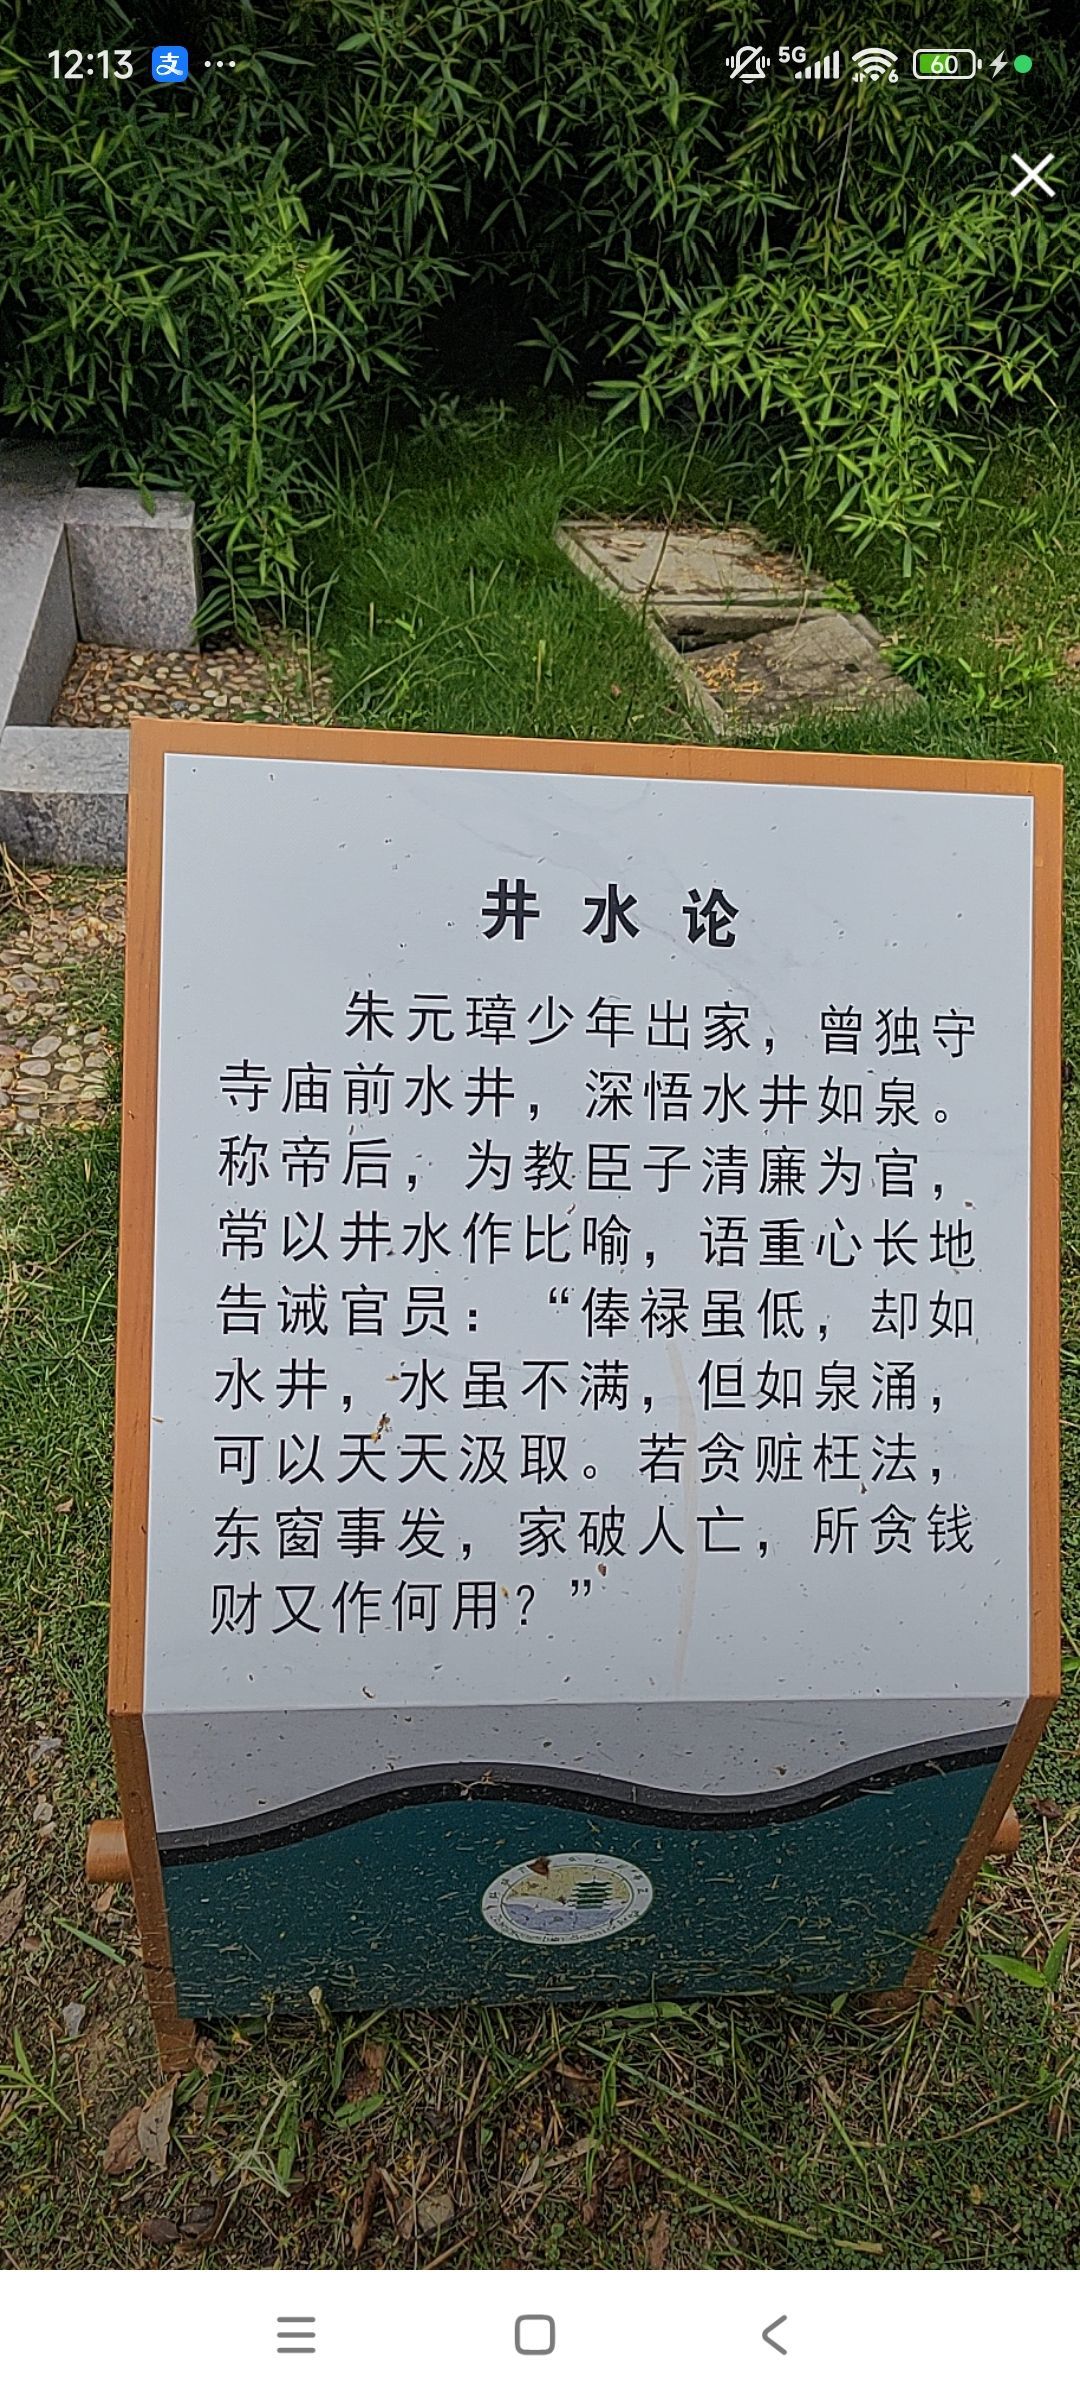 12:13
5G
6
60
井水论
朱元璋少年出家，曾独守
寺庙前水井，深悟水井如泉。
称帝后，为教臣子清廉为官，
常以井水作比喻，语重心长地
告诫官员：“俸禄虽低，却如
水井，水虽不满，但如泉涌，
可以天天汲取。若贪赃枉法，
东窗事发，家破人亡，所贪钱
财又作何用？”